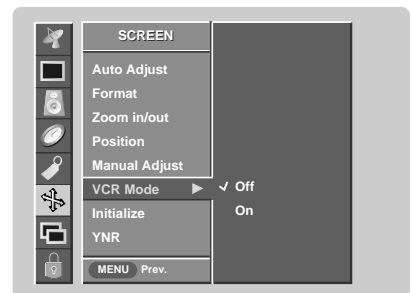 SCREEN
Auto Adjust
Format
Zoom in/out
Position
Manual Adjust
VCR Mode ▶ ✓ Off
Initialize On
YNR
MENU Prev.